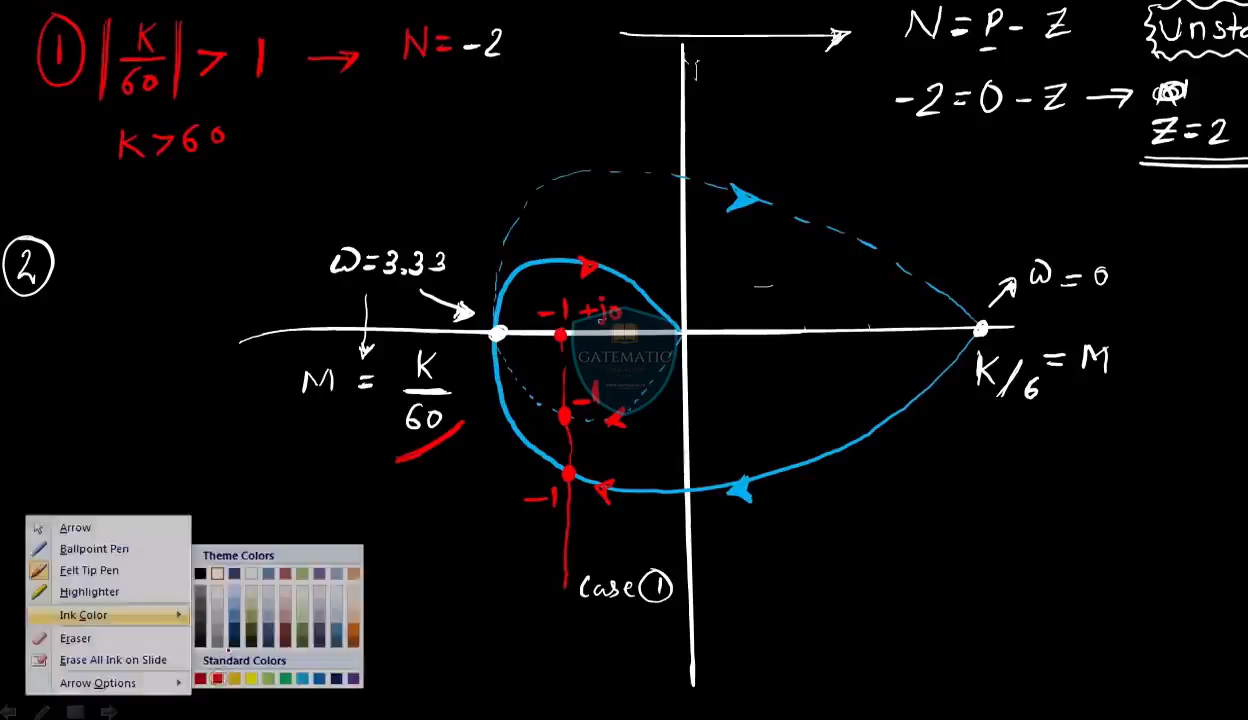 ① |K/60| > 1 → N = -2
K > 60
N = P - Z
-2 = 0 - Z →
Z = 2
②
ω = 3.33
M = K/60
-1+j0
GATEMATIC
-1
-1
ω = 0
K/6 = M
case ①
Arrow
Ballpoint Pen
Felt Tip Pen
Highlighter
Ink Color
Eraser
Erase All Ink on Slide
Arrow Options
Theme Colors
Standard Colors